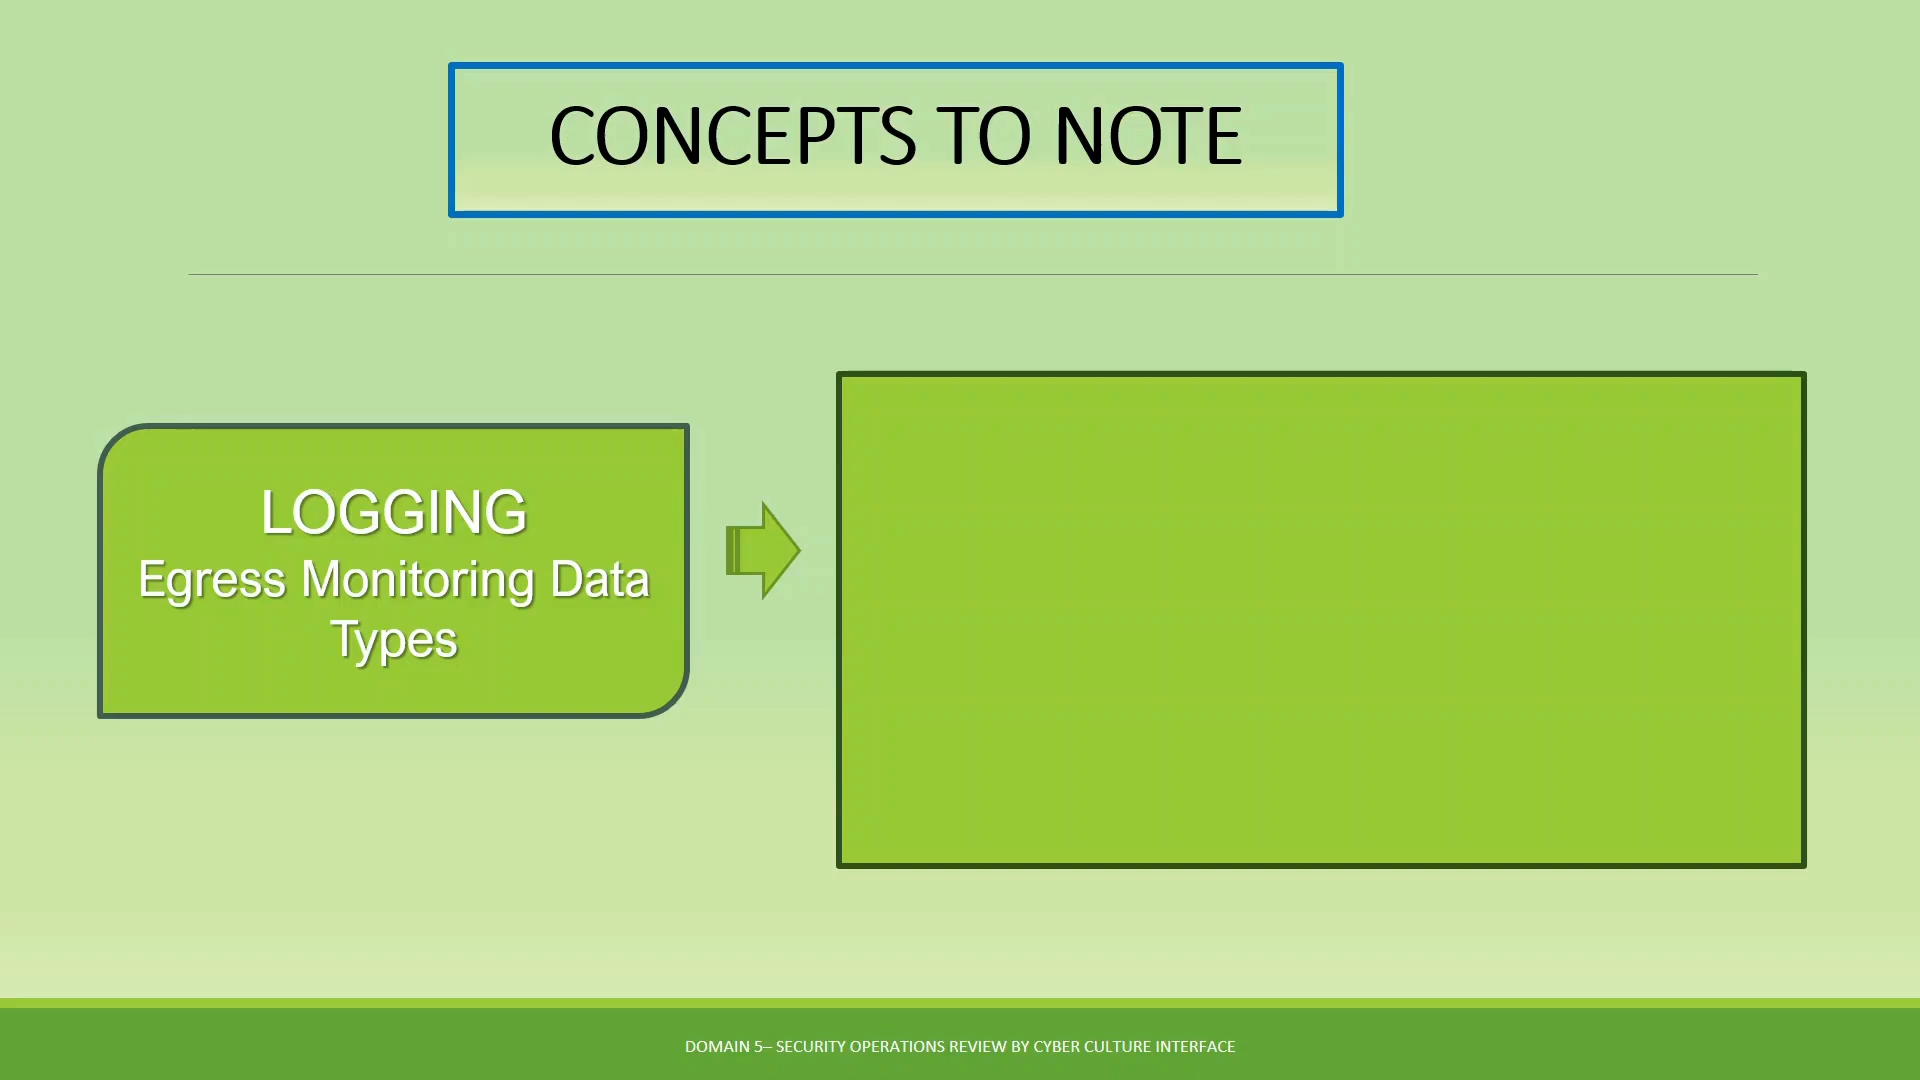 CONCEPTS TO NOTE
LOGGING
Egress Monitoring Data
Types
DOMAIN 5– SECURITY OPERATIONS REVIEW BY CYBER CULTURE INTERFACE